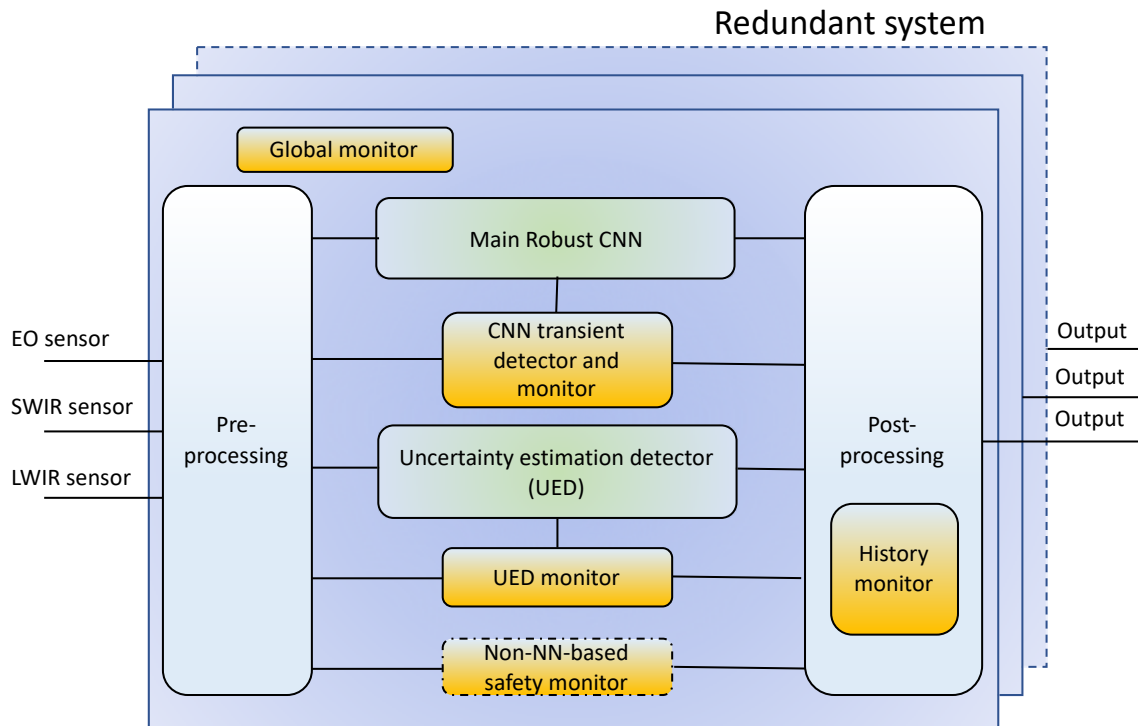 Redundant system
Global monitor
Main Robust CNN
CNN transient
detector and
monitor
EO sensor
SWIR sensor
LWIR sensor
Pre-
processing
Uncertainty estimation detector
(UED)
UED monitor
Non-NN-based
safety monitor
Post-
processing
History
monitor
Output
Output
Output